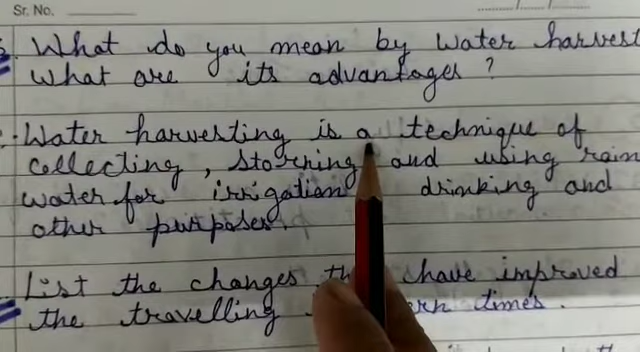 Sr. No.
What do you mean by Water harvest
What are its advantages ?
Water harvesting is a technique of
collecting, storing and using rain
water for irrigation drinking and
other purposes.
List the changes have improved
the travelling times.